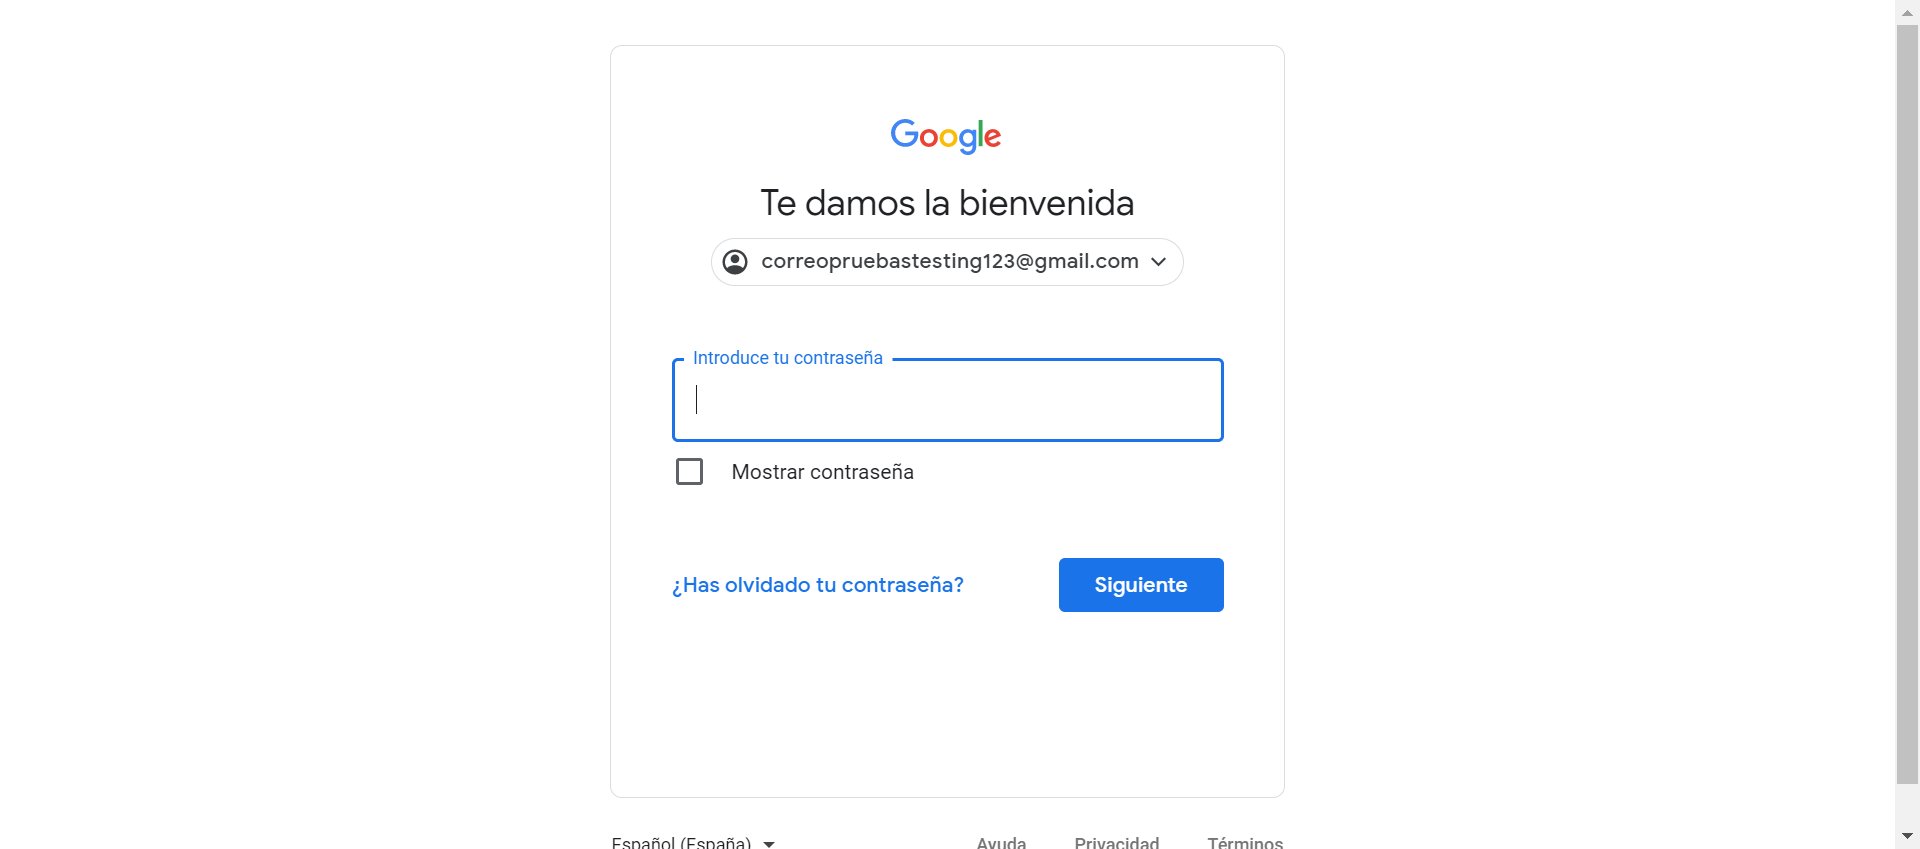 Google
Te damos la bienvenida
correopruebastesting123@gmail.com
Introduce tu contraseña
Mostrar contraseña
¿Has olvidado tu contraseña?
Siguiente
Español (España)
Ayuda
Privacidad
Términos